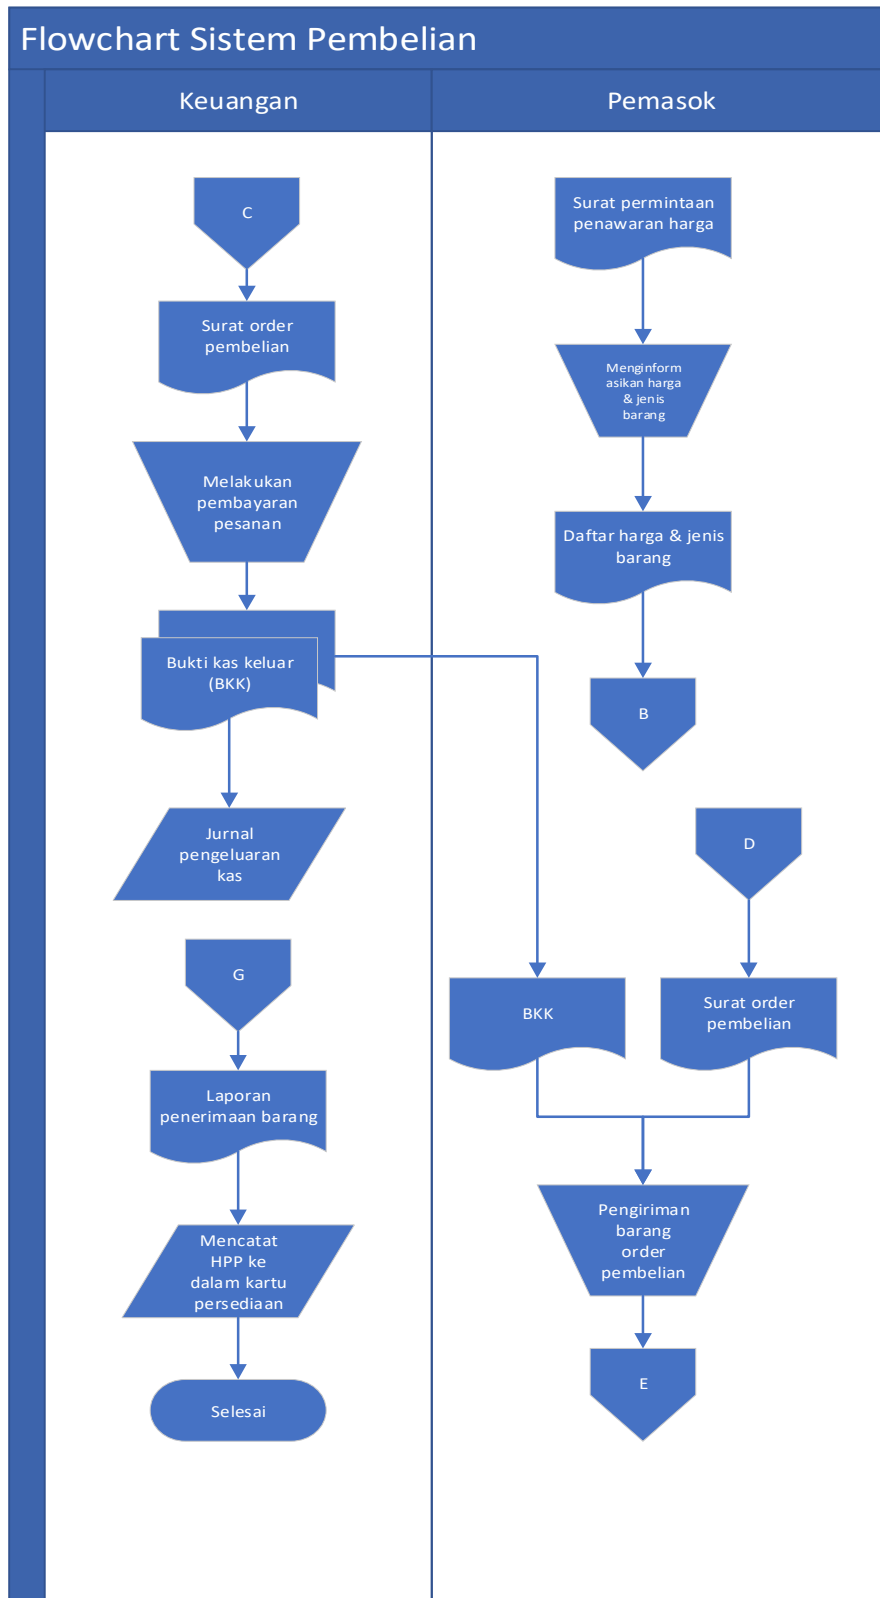 Flowchart Sistem Pembelian
Keuangan
Pemasok
C
Surat order
pembelian
Melakukan
pembayaran
pesanan
Bukti kas keluar
(BKK)
Jurnal
pengeluaran
kas
G
Laporan
penerimaan barang
Mencatat
HPP ke
dalam kartu
persediaan
Selesai
Surat permintaan
penawaran harga
Menginform
asikan harga
& jenis
barang
Daftar harga & jenis
barang
B
D
BKK
Surat order
pembelian
Pengiriman
barang
order
pembelian
E